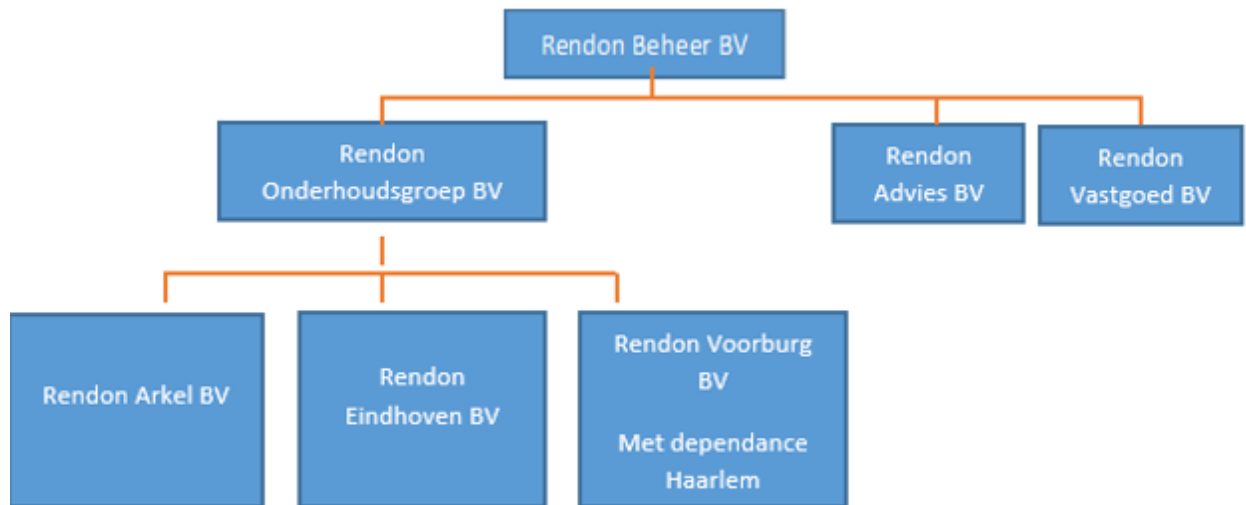 Rendon Beheer BV
Rendon
Onderhoudsgroep BV
Rendon
Advies BV
Rendon
Vastgoed BV
Rendon Arkel BV
Rendon
Eindhoven BV
Rendon Voorburg
BV
Met dependance
Haarlem